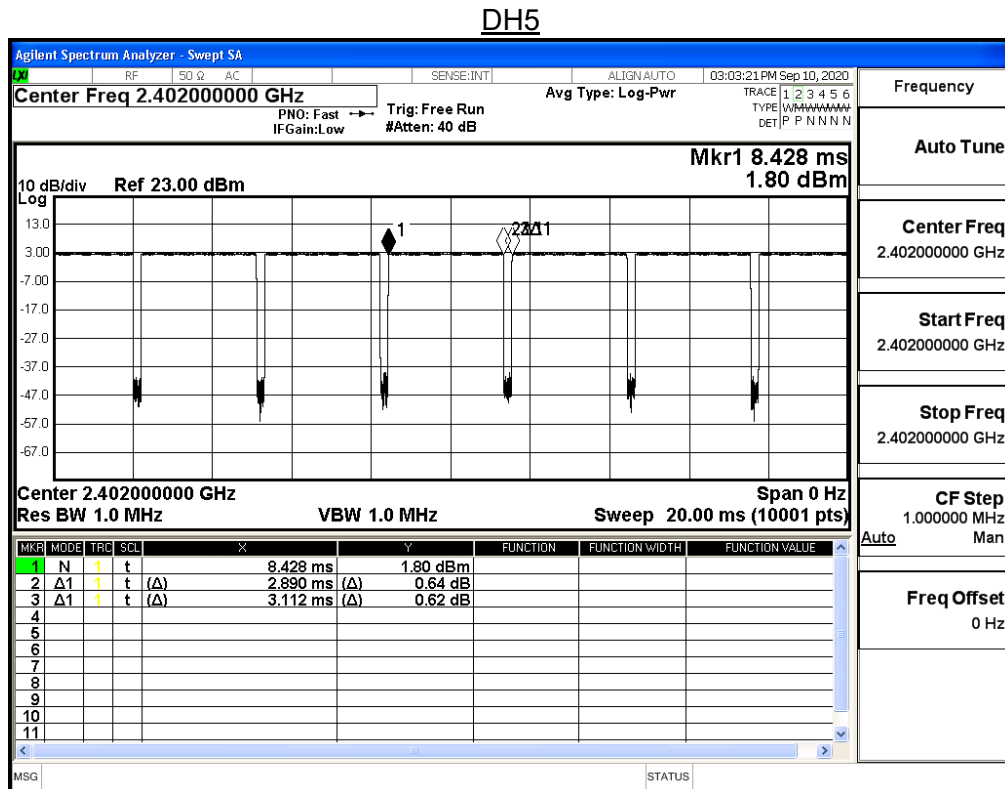 DH5
Agilent Spectrum Analyzer - Swept SA
LXI RF 50 Ω AC SENSE:INT ALIGN AUTO 03:03:21 PM Sep 10, 2020
Center Freq 2.402000000 GHz
PNO: Fast
IFGain:Low
Trig: Free Run
#Atten: 40 dB
Avg Type: Log-Pwr
TRACE 1 2 3 4 5 6
TYPE WMWWWW
DET P P N N N N
Mkr1 8.428 ms
1.80 dBm
10 dB/div Ref 23.00 dBm
Log
13.0
3.00
-7.00
-17.0
-27.0
-37.0
-47.0
-57.0
-67.0
1
Center 2.402000000 GHz Span 0 Hz
Res BW 1.0 MHz VBW 1.0 MHz Sweep 20.00 ms (10001 pts)
MKR MODE TRC SCL X Y FUNCTION FUNCTION WIDTH FUNCTION VALUE
1 N 1 t 8.428 ms 1.80 dBm
2 Δ1 1 t (Δ) 2.890 ms (Δ) 0.64 dB
3 Δ1 1 t (Δ) 3.112 ms (Δ) 0.62 dB
4
5
6
7
8
9
10
11
MSG STATUS
Frequency
Auto Tune
Center Freq
2.402000000 GHz
Start Freq
2.402000000 GHz
Stop Freq
2.402000000 GHz
CF Step
1.000000 MHz
Auto Man
Freq Offset
0 Hz